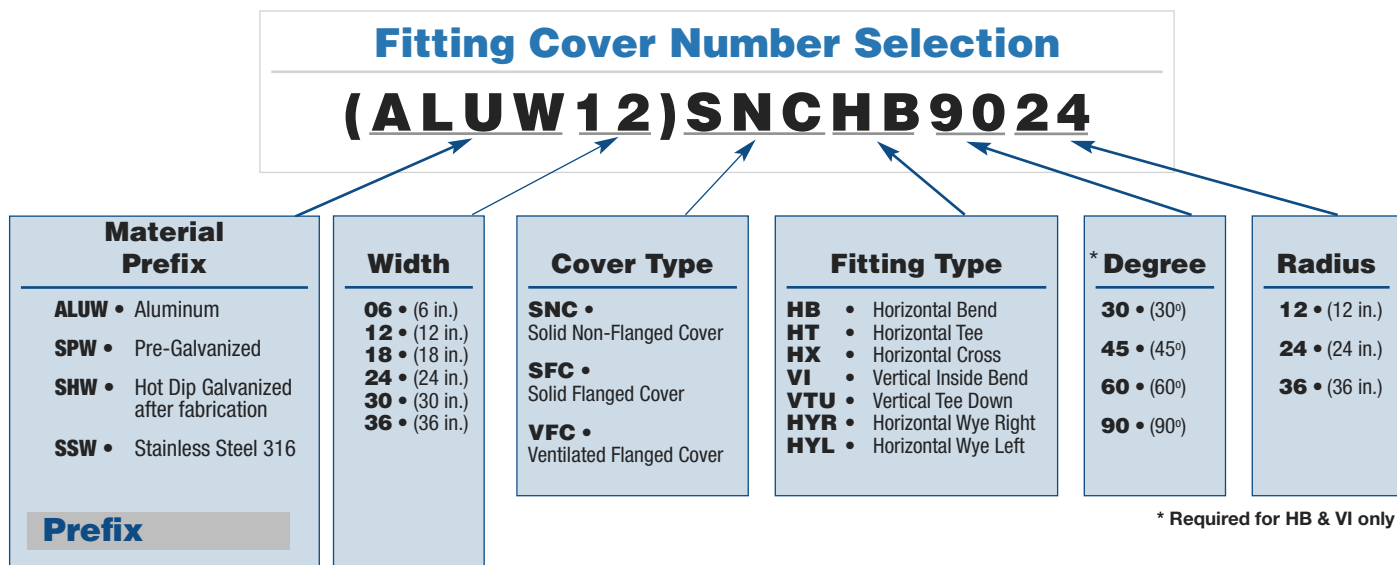 Fitting Cover Number Selection
(ALUW12)SNCHB9024
Material
Prefix
ALUW • Aluminum
SPW • Pre-Galvanized
SHW • Hot Dip Galvanized
after fabrication
SSW • Stainless Steel 316
Prefix
Width
06 • (6 in.)
12 • (12 in.)
18 • (18 in.)
24 • (24 in.)
30 • (30 in.)
36 • (36 in.)
Cover Type
SNC •
Solid Non-Flanged Cover
SFC •
Solid Flanged Cover
VFC •
Ventilated Flanged Cover
Fitting Type
HB • Horizontal Bend
HT • Horizontal Tee
HX • Horizontal Cross
VI • Vertical Inside Bend
VTU • Vertical Tee Down
HYR • Horizontal Wye Right
HYL • Horizontal Wye Left
* Degree
30 • (30º)
45 • (45º)
60 • (60º)
90 • (90º)
Radius
12 • (12 in.)
24 • (24 in.)
36 • (36 in.)
* Required for HB & VI only